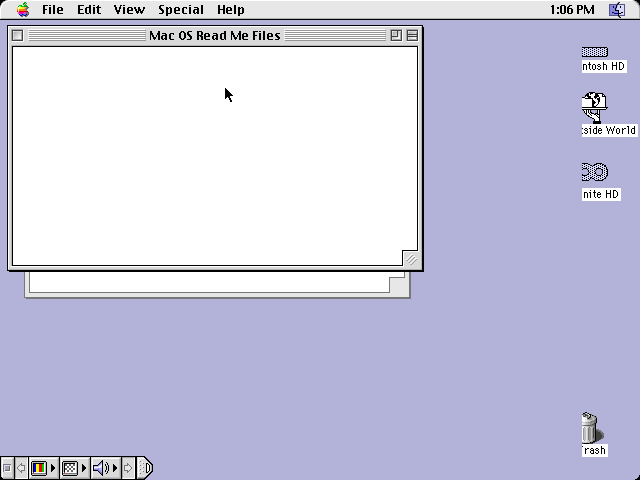 File Edit View Special Help 1:06 PM
Mac OS Read Me Files
ntosh HD
side World
nite HD
Trash